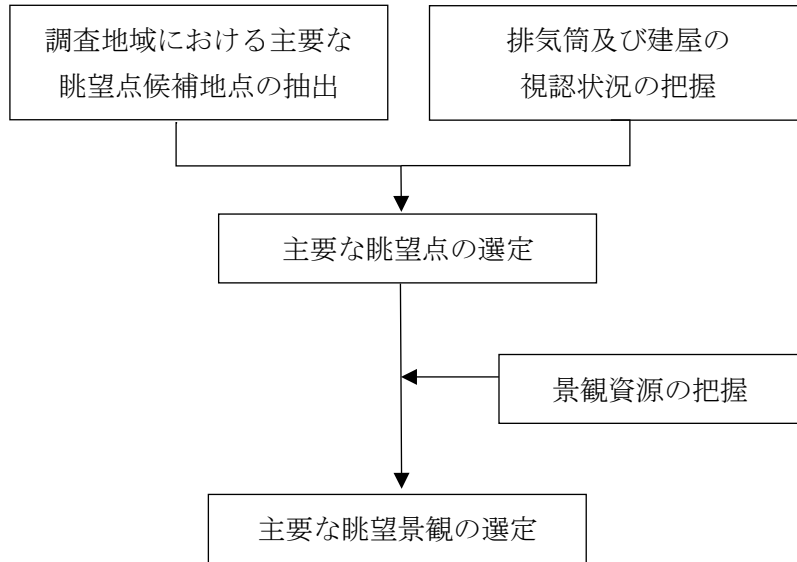 調査地域における主要な
眺望点候補地点の抽出
排気筒及び建屋の
視認状況の把握
主要な眺望点の選定
景観資源の把握
主要な眺望景観の選定